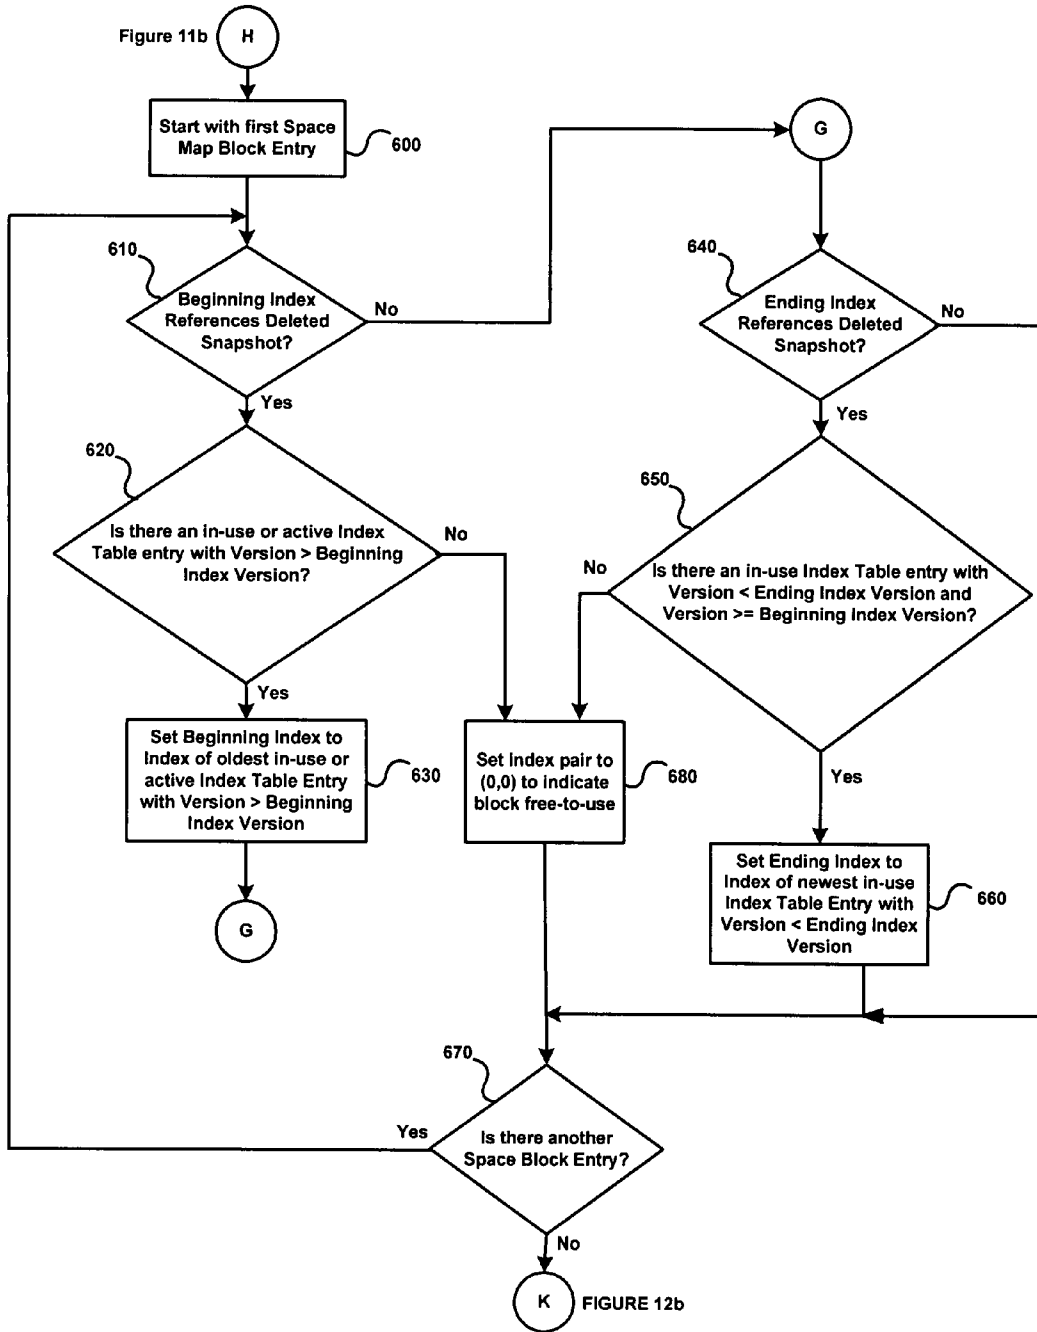 Figure 11b
H
Start with first Space
Map Block Entry
600
G
610
Beginning Index
References Deleted
Snapshot?
No
Yes
640
Ending Index
References Deleted
Snapshot?
No
Yes
620
Is there an in-use or active Index
Table entry with Version > Beginning
Index Version?
No
Yes
650
Is there an in-use Index Table entry with
Version < Ending Index Version and
Version >= Beginning Index Version?
No
Yes
Set Beginning Index to
Index of oldest in-use or
active Index Table Entry
with Version > Beginning
Index Version
630
Set Index pair to
(0,0) to indicate
block free-to-use
680
Set Ending Index to
Index of newest in-use
Index Table Entry with
Version < Ending Index
Version
660
G
670
Is there another
Space Block Entry?
Yes
No
K
FIGURE 12b